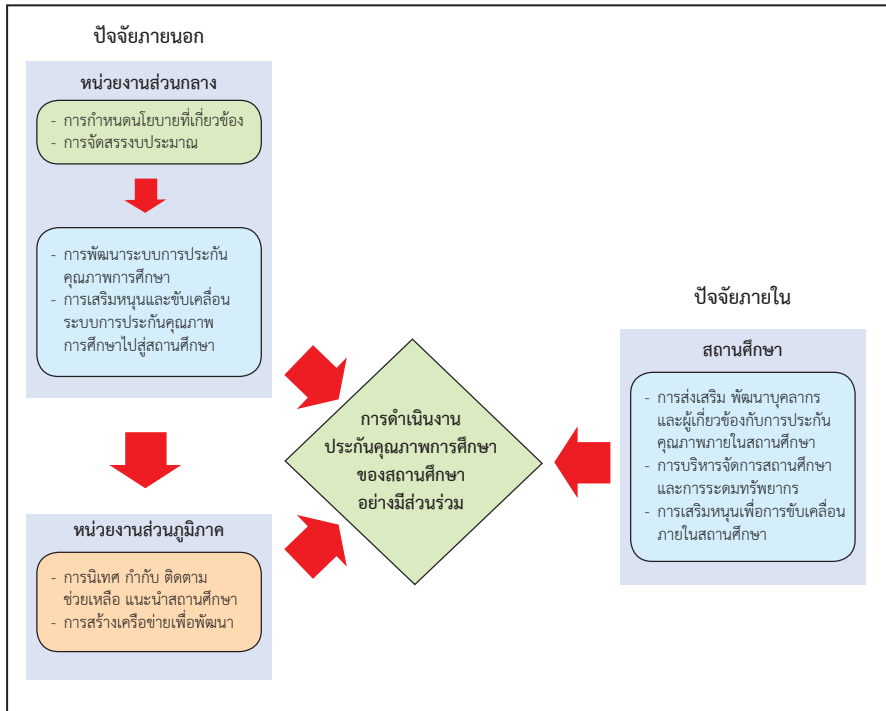 ปัจจัยภายนอก
หน่วยงานส่วนกลาง
- การกำหนดนโยบายที่เกี่ยวข้อง
- การจัดสรรงบประมาณ
- การพัฒนาระบบการประกัน
คุณภาพการศึกษา
- การเสริมหนุนและขับเคลื่อน
ระบบการประกันคุณภาพ
การศึกษาไปสู่สถานศึกษา
หน่วยงานส่วนภูมิภาค
- การนิเทศ กำกับ ติดตาม
ช่วยเหลือ แนะนำสถานศึกษา
- การสร้างเครือข่ายเพื่อพัฒนา
การดำเนินงาน
ประกันคุณภาพการศึกษา
ของสถานศึกษา
อย่างมีส่วนร่วม
ปัจจัยภายใน
สถานศึกษา
- การส่งเสริม พัฒนาบุคลากร
และผู้เกี่ยวข้องกับการประกัน
คุณภาพภายในสถานศึกษา
- การบริหารจัดการสถานศึกษา
และการระดมทรัพยากร
- การเสริมหนุนเพื่อการขับเคลื่อน
ภายในสถานศึกษา